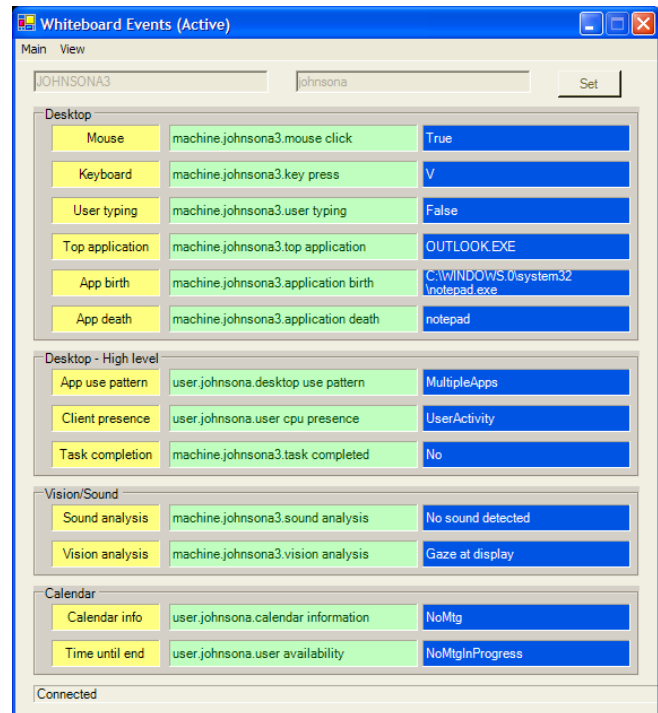 Whiteboard Events (Active)
Main View
JOHNSONA3 johnsona Set
Desktop
Mouse machine.johnsona3.mouse click True
Keyboard machine.johnsona3.key press V
User typing machine.johnsona3.user typing False
Top application machine.johnsona3.top application OUTLOOK.EXE
App birth machine.johnsona3.application birth C:\WINDOWS.0\system32
\notepad.exe
App death machine.johnsona3.application death notepad
Desktop - High level
App use pattern user.johnsona.desktop use pattern MultipleApps
Client presence user.johnsona.user cpu presence UserActivity
Task completion machine.johnsona3.task completed No
Vision/Sound
Sound analysis machine.johnsona3.sound analysis No sound detected
Vision analysis machine.johnsona3.vision analysis Gaze at display
Calendar
Calendar info user.johnsona.calendar information NoMtg
Time until end user.johnsona.user availability NoMtgInProgress
Connected